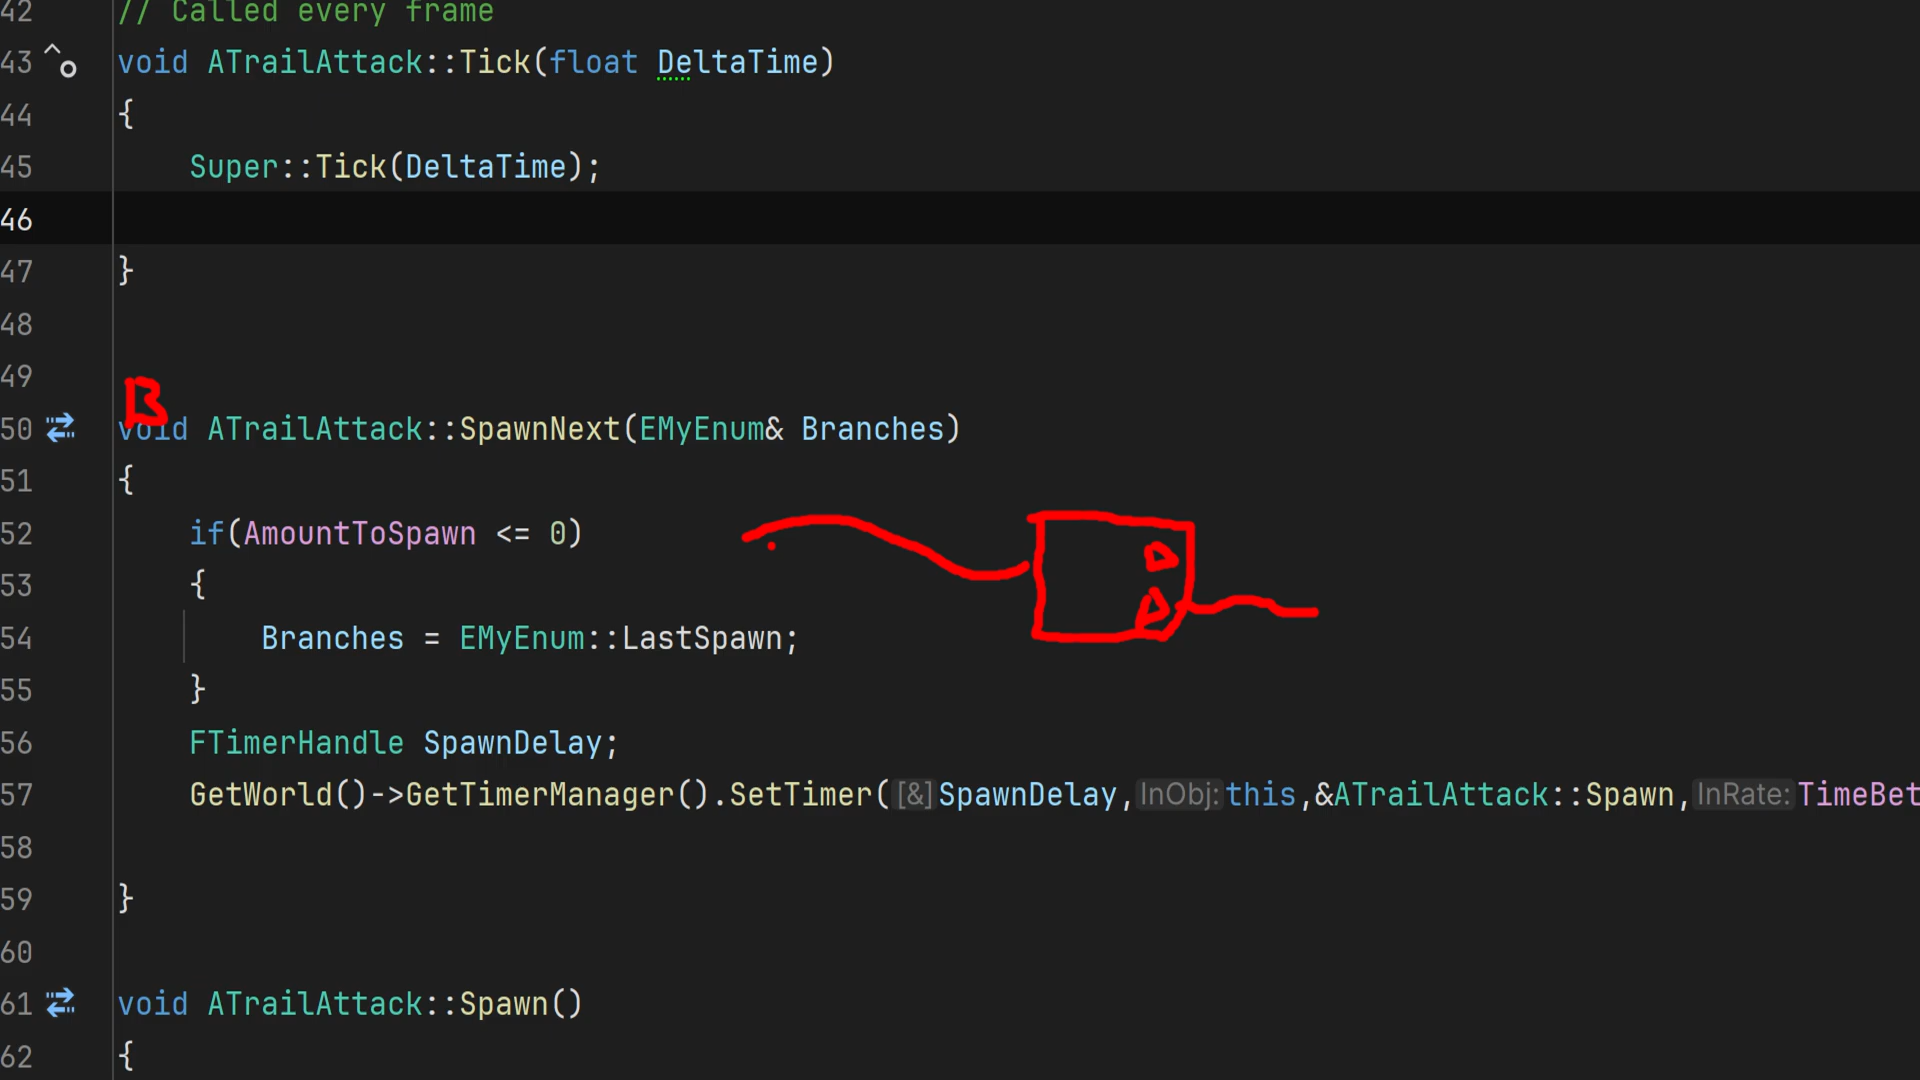 42 // Called every frame
43 void ATrailAttack::Tick(float DeltaTime)
44 {
45 Super::Tick(DeltaTime);
46
47 }
48
49
B
50 void ATrailAttack::SpawnNext(EMyEnum& Branches)
51 {
52 if(AmountToSpawn <= 0)
53 {
54 Branches = EMyEnum::LastSpawn;
55 }
56 FTimerHandle SpawnDelay;
57 GetWorld()->GetTimerManager().SetTimer([&]SpawnDelay,InObj:this,&ATrailAttack::Spawn,InRate:TimeBet
58
59 }
60
61 void ATrailAttack::Spawn()
62 {